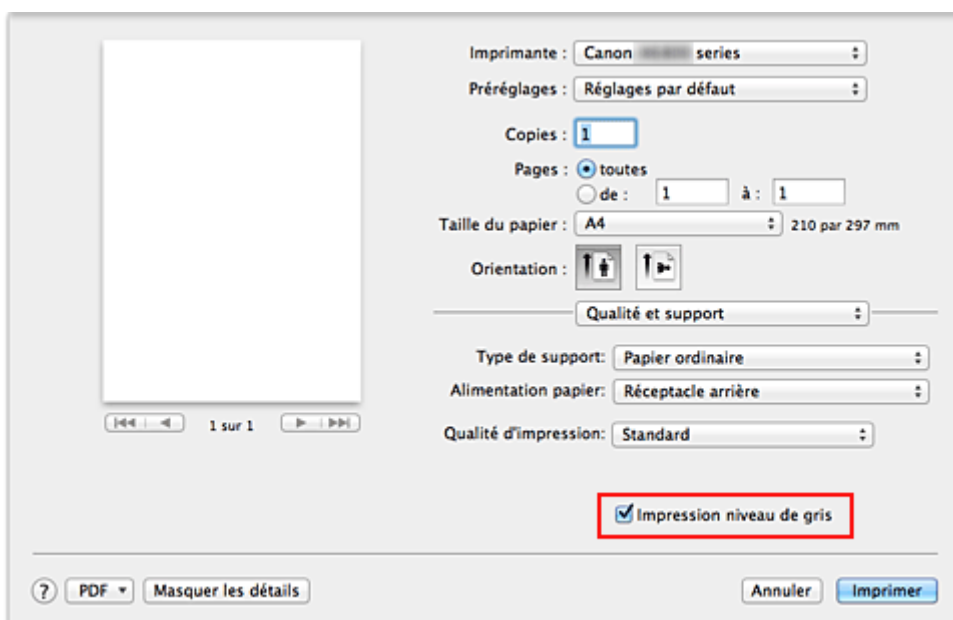 Imprimante : Canon series
Préréglages : Réglages par défaut
Copies : 1
Pages : toutes
de : 1 à : 1
Taille du papier : A4 210 par 297 mm
Orientation :
Qualité et support
Type de support: Papier ordinaire
Alimentation papier: Réceptacle arrière
1 sur 1
Qualité d'impression: Standard
Impression niveau de gris
? PDF Masquer les détails Annuler Imprimer